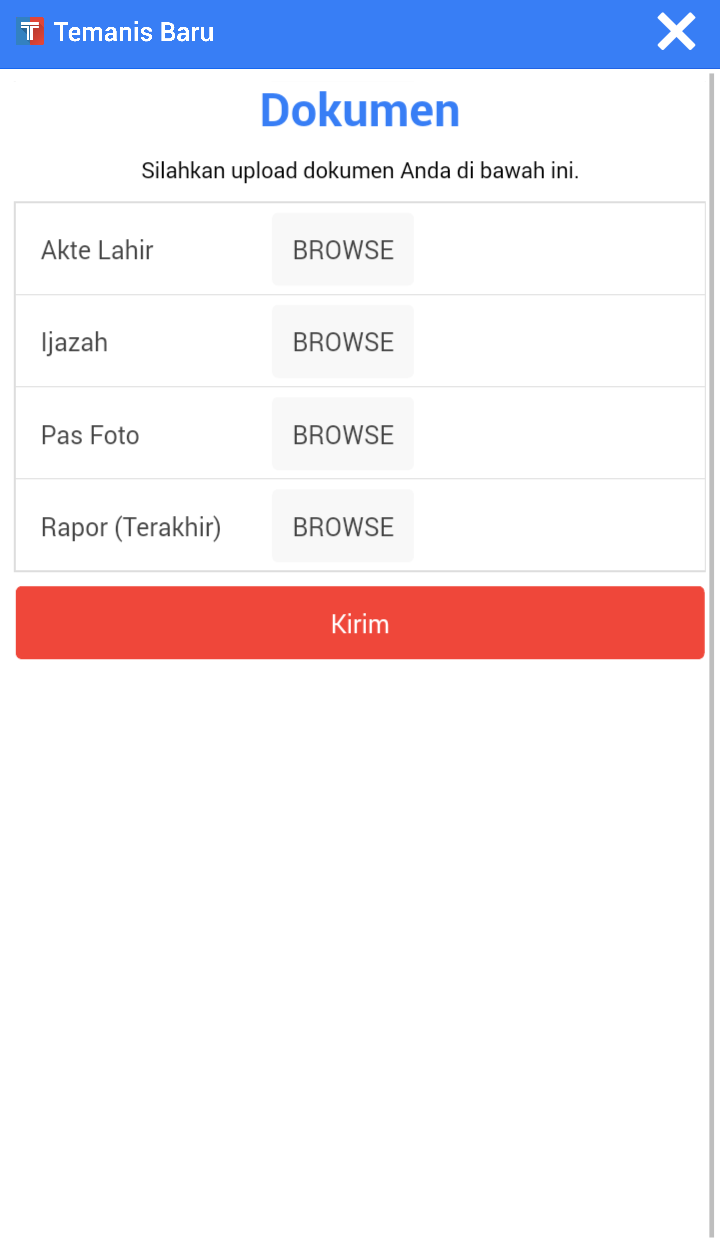 Temanis Baru
Dokumen
Silahkan upload dokumen Anda di bawah ini.
Akte Lahir BROWSE
Ijazah BROWSE
Pas Foto BROWSE
Rapor (Terakhir) BROWSE
Kirim